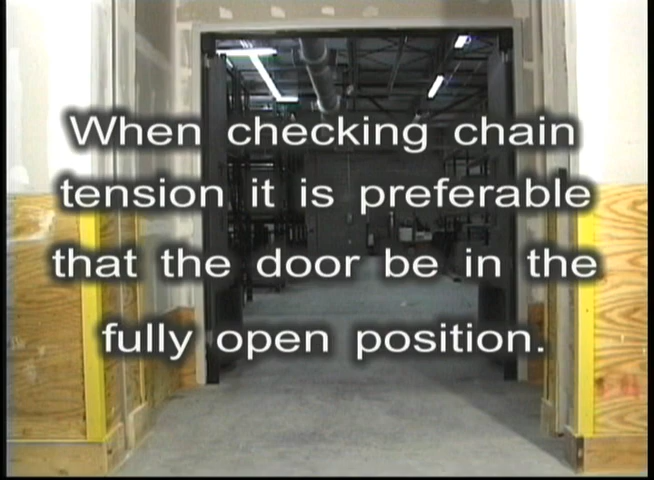 When checking chain
tension it is preferable
that the door be in the
fully open position.